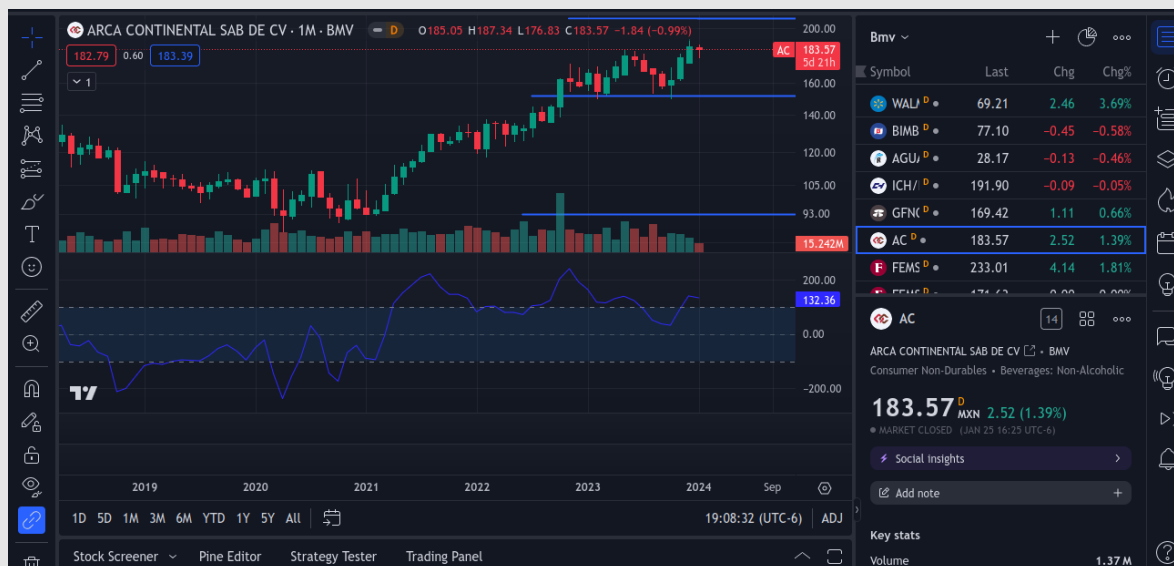 ARCA CONTINENTAL SAB DE CV · 1M · BMV D O185.05 H187.34 L176.83 C183.57 −1.84 (−0.99%)
182.79 0.60 183.39
1
200.00
AC 183.57
5d 21h
160.00
140.00
120.00
105.00
93.00
15.242M
200.00
132.36
0.00
−200.00
2019 2020 2021 2022 2023 2024 Sep
1D 5D 1M 3M 6M YTD 1Y 5Y All 19:08:32 (UTC-6) ADJ
Stock Screener Pine Editor Strategy Tester Trading Panel
Bmv
Symbol Last Chg Chg%
WALM D 69.21 2.46 3.69%
BIMB D 77.10 −0.45 −0.58%
AGU D 28.17 −0.13 −0.46%
ICH/ D 191.90 −0.09 −0.05%
GFN D 169.42 1.11 0.66%
AC D 183.57 2.52 1.39%
FEMS D 233.01 4.14 1.81%
AC 14
ARCA CONTINENTAL SAB DE CV • BMV
Consumer Non-Durables • Beverages: Non-Alcoholic
183.57 D MXN 2.52 (1.39%)
MARKET CLOSED (JAN 25 16:25 UTC-6)
Social insights
Add note
Key stats
Volume 1.37 M